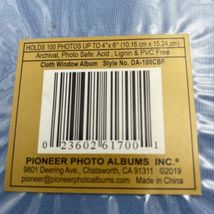 HOLDS 100 PHOTOS UP TO 4"x 6" (10.16 cm x 15.24 cm)
Archival, Photo Safe: Acid, Lignin & PVC Free
Cloth Window Album Style No. DA-100CBF
0 23602 61700 1
PIONEER PHOTO ALBUMS INC.®
9801 Deering Ave., Chatsworth, CA 91311 ©2019
pioneerphotoalbums.com Made in China